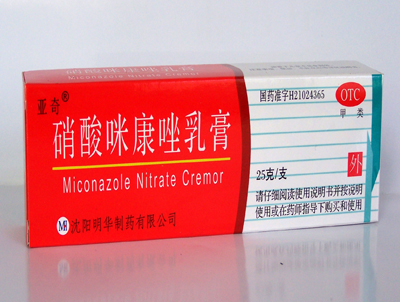 亚奇®
硝酸咪康唑乳膏
Miconazole Nitrate Cremor
MH 沈阳明华制药有限公司
国药准字H21024365
OTC
甲 类
外
25克/支
请仔细阅读使用说明书并按说明
使用或在药师指导下购买和使用